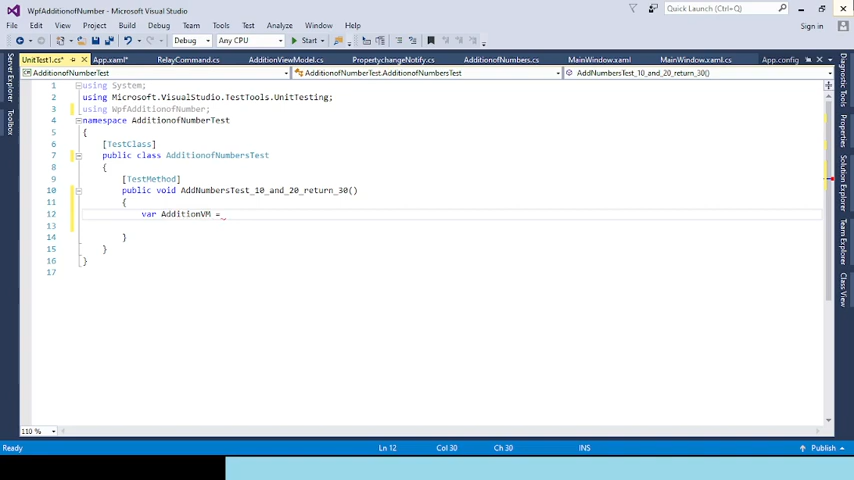 WpfAdditionofNumber - Microsoft Visual Studio
Quick Launch (Ctrl+Q)
File Edit View Project Build Debug Team Tools Test Analyze Window Help
Sign in
Debug Any CPU Start
UnitTest1.cs* App.xaml* RelayCommand.cs AdditionViewModel.cs PropertychangeNotify.cs AdditionofNumbers.cs MainWindow.xaml MainWindow.xaml.cs App.config
AdditionofNumberTest AdditionofNumberTest.AdditionofNumbersTest AddNumbersTest_10_and_20_return_30()
1 using System;
2 using Microsoft.VisualStudio.TestTools.UnitTesting;
3 using WpfAdditionofNumber;
4 namespace AdditionofNumberTest
5 {
6 [TestClass]
7 public class AdditionofNumbersTest
8 {
9 [TestMethod]
10 public void AddNumbersTest_10_and_20_return_30()
11 {
12 var AdditionVM =
13
14 }
15 }
16 }
17
Server Explorer
Toolbox
Diagnostic Tools
Properties
Solution Explorer
Team Explorer
Class View
110 %
Ready Ln 12 Col 30 Ch 30 INS Publish